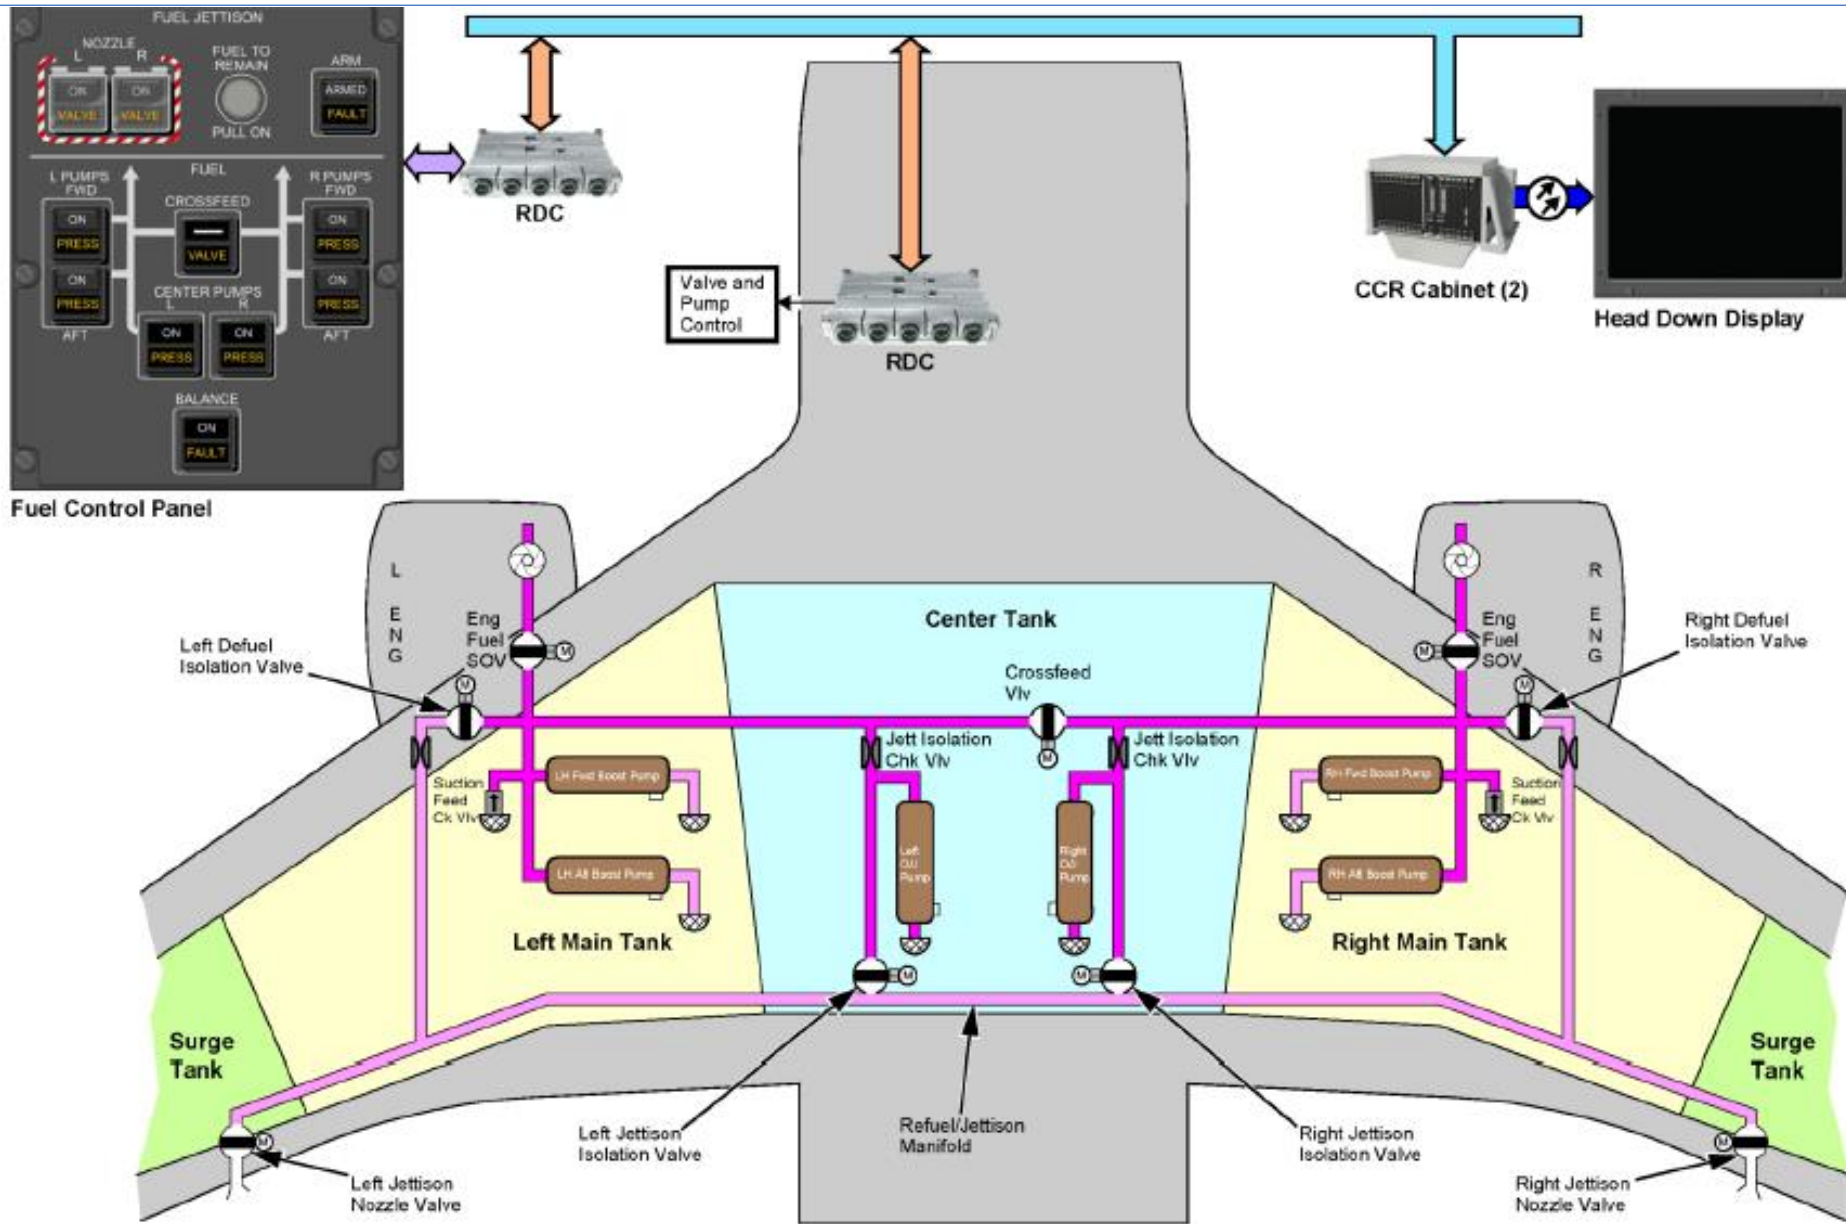 FUEL JETTISON
NOZZLE
L R
ON ON
VALVE VALVE
FUEL TO
REMAIN
PULL ON
ARM
ARMED
FAULT
FUEL
L PUMPS
FWD
R PUMPS
FWD
CROSSFEED
VALVE
ON
PRESS
ON
PRESS
AFT
ON
PRESS
ON
PRESS
AFT
CENTER PUMPS
L R
ON ON
PRESS PRESS
BALANCE
ON
FAULT
Fuel Control Panel
RDC
Valve and
Pump
Control
RDC
CCR Cabinet (2)
Head Down Display
L
ENG
R
ENG
Left Defuel
Isolation Valve
Eng
Fuel
SOV
M
M
Center Tank
Crossfeed
Vlv
M
Eng
Fuel
SOV
M
M
Right Defuel
Isolation Valve
Jett Isolation
Chk Vlv
Jett Isolation
Chk Vlv
Suction
Feed
Ck Vlv
LH Fwd Boost Pump
LH Aft Boost Pump
Left
O/J
Pump
Right
O/J
Pump
RH Fwd Boost Pump
RH Aft Boost Pump
Suction
Feed
Ck Vlv
Left Main Tank
Right Main Tank
M
M
Surge
Tank
Surge
Tank
M
M
Left Jettison
Nozzle Valve
Left Jettison
Isolation Valve
Refuel/Jettison
Manifold
Right Jettison
Isolation Valve
Right Jettison
Nozzle Valve